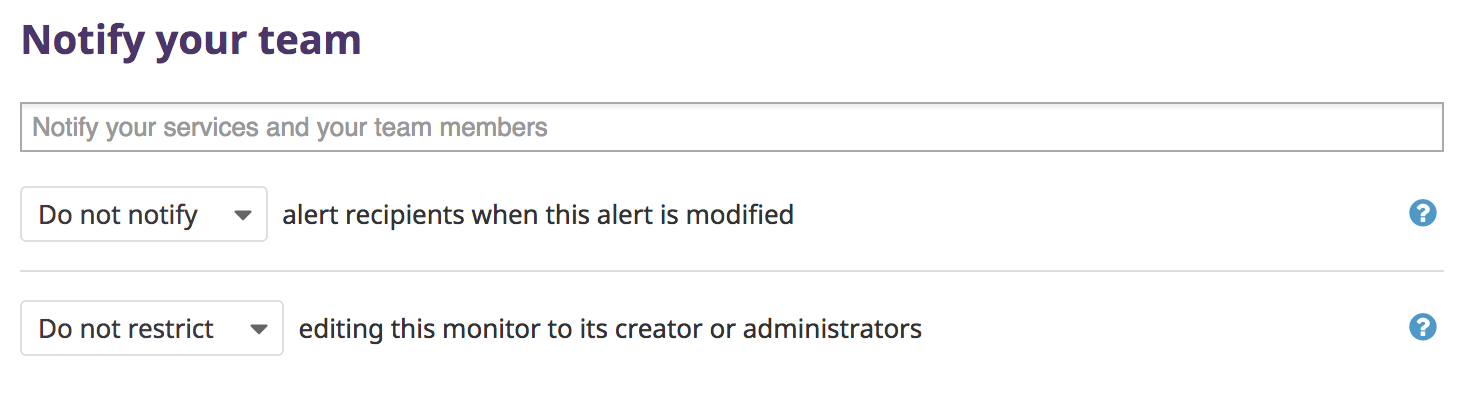 Notify your team
Notify your services and your team members
Do not notify alert recipients when this alert is modified ?
Do not restrict editing this monitor to its creator or administrators ?